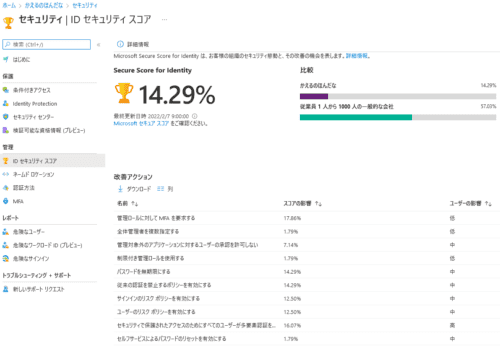 ホーム > かえるのほんだな > セキュリティ
セキュリティ | ID セキュリティ スコア …
検索 (Ctrl+/)
はじめに
保護
条件付きアクセス
Identity Protection
セキュリティ センター
検証可能な資格情報 (プレビュー)
管理
ID セキュリティ スコア
ネームド ロケーション
認証方法
MFA
レポート
危険なユーザー
危険なワークロード ID (プレビュー)
危険なサインイン
トラブルシューティング + サポート
新しいサポート リクエスト
詳細情報
Microsoft Secure Score for Identity は、お客様の組織のセキュリティ移動と、その改善の機会を表します。詳細情報。
Secure Score for Identity
14.29%
最終更新日時 2022/2/7 9:00:00
Microsoft セキュア スコア をご確認ください。
比較
かえるのほんだな 14.29%
従業員 1 人から 1000 人の一般的な会社 57.03%
改善アクション
ダウンロード 列
名前 ↑↓ スコアの影響 ↑↓ ユーザーの影響 ↑↓
管理ロールに対して MFA を要求する 17.86% 低
全体管理者を複数指定する 1.79% 低
管理対象外のアプリケーションに対するユーザーの承認を許可しない 7.14% 中
制限付き管理ロールを使用する 1.79% 低
パスワードを無期限にする 14.29% 中
従来の認証を禁止するポリシーを有効にする 14.29% 中
サインインのリスク ポリシーを有効にする 12.50% 中
ユーザーのリスク ポリシーを有効にする 12.50% 中
セキュリティで保護されたアクセスのためにすべてのユーザーが多要素認証を... 16.07% 高
セルフサービスによるパスワードのリセットを有効にする 1.79% 中